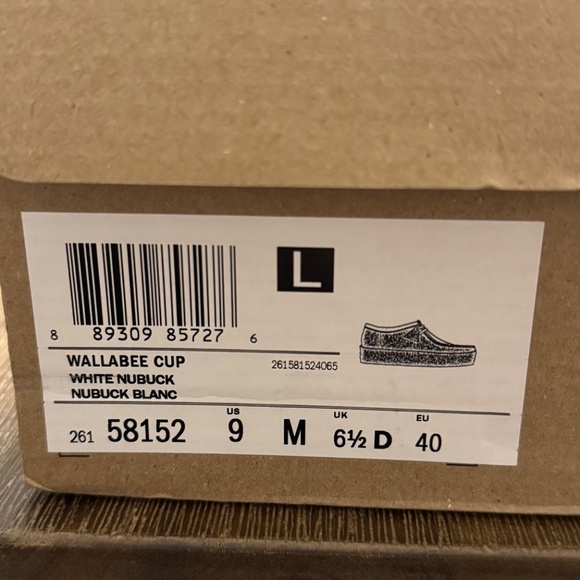 L
8 89309 85727 6
WALLABEE CUP
261581524065
WHITE NUBUCK
NUBUCK BLANC
US UK EU
261 58152 9 M 6½ D 40